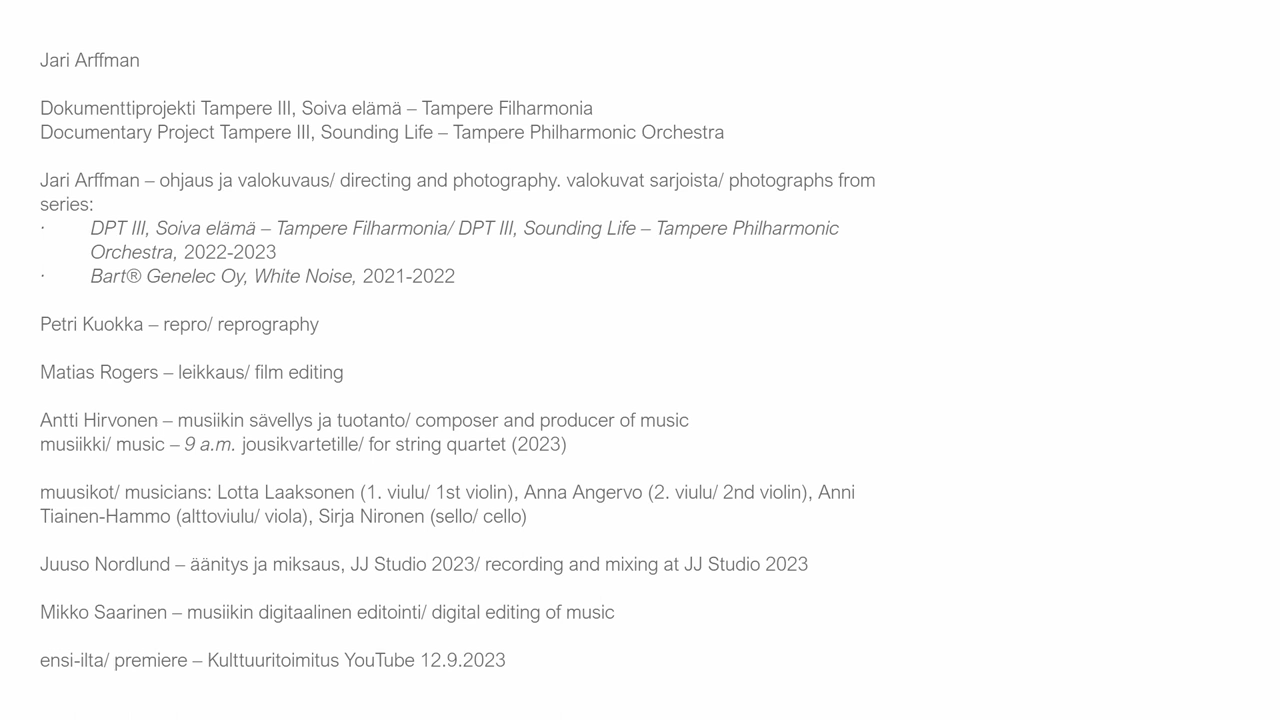 Jari Arffman
Dokumenttiprojekti Tampere III, Soiva elämä – Tampere Filharmonia
Documentary Project Tampere III, Sounding Life – Tampere Philharmonic Orchestra
Jari Arffman – ohjaus ja valokuvaus/ directing and photography. valokuvat sarjoista/ photographs from
series:
· DPT III, Soiva elämä – Tampere Filharmonia/ DPT III, Sounding Life – Tampere Philharmonic
Orchestra, 2022-2023
· Bart® Genelec Oy, White Noise, 2021-2022
Petri Kuokka – repro/ reprography
Matias Rogers – leikkaus/ film editing
Antti Hirvonen – musiikin sävellys ja tuotanto/ composer and producer of music
musiikki/ music – 9 a.m. jousikvartetille/ for string quartet (2023)
muusikot/ musicians: Lotta Laaksonen (1. viulu/ 1st violin), Anna Angervo (2. viulu/ 2nd violin), Anni
Tiainen-Hammo (alttoviulu/ viola), Sirja Nironen (sello/ cello)
Juuso Nordlund – äänitys ja miksaus, JJ Studio 2023/ recording and mixing at JJ Studio 2023
Mikko Saarinen – musiikin digitaalinen editointi/ digital editing of music
ensi-ilta/ premiere – Kulttuuritoimitus YouTube 12.9.2023